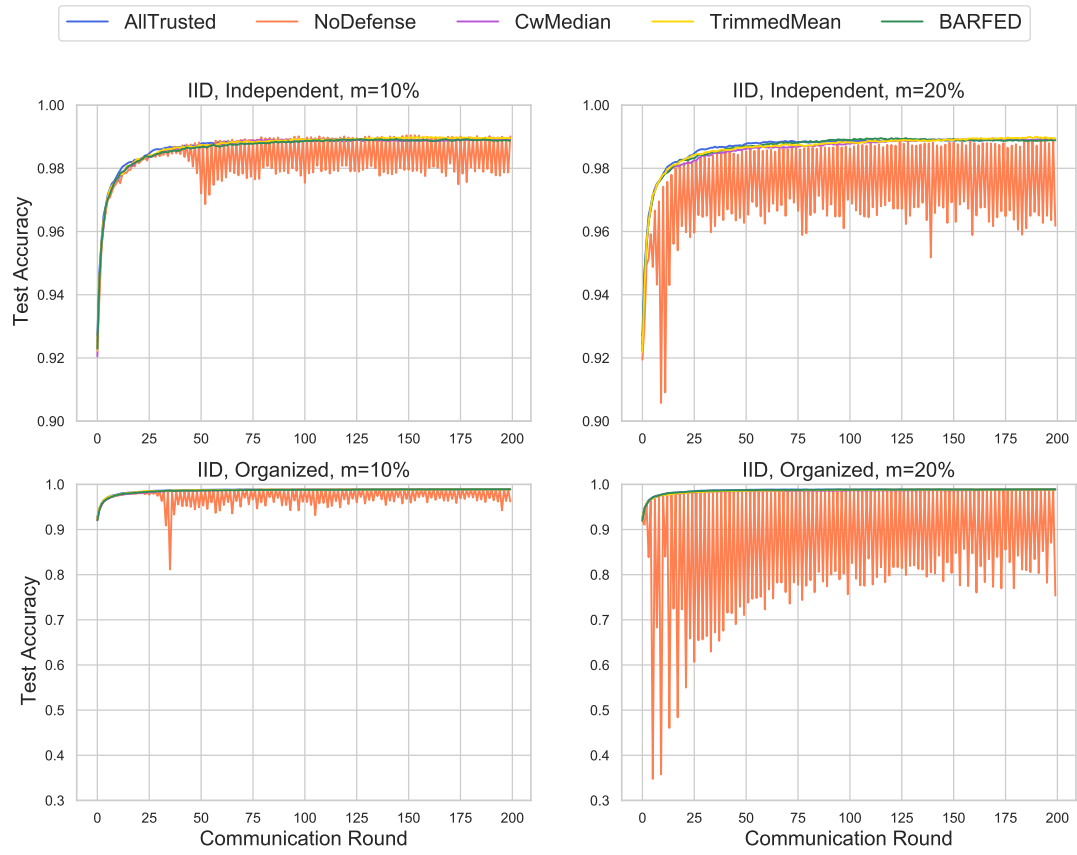 AllTrusted NoDefense CwMedian TrimmedMean BARFED
IID, Independent, m=10%
IID, Independent, m=20%
Test Accuracy
1.00
0.98
0.96
0.94
0.92
0.90
0 25 50 75 100 125 150 175 200
1.00
0.98
0.96
0.94
0.92
0.90
0 25 50 75 100 125 150 175 200
IID, Organized, m=10%
IID, Organized, m=20%
Test Accuracy
1.0
0.9
0.8
0.7
0.6
0.5
0.4
0.3
0 25 50 75 100 125 150 175 200
Communication Round
1.0
0.9
0.8
0.7
0.6
0.5
0.4
0.3
0 25 50 75 100 125 150 175 200
Communication Round